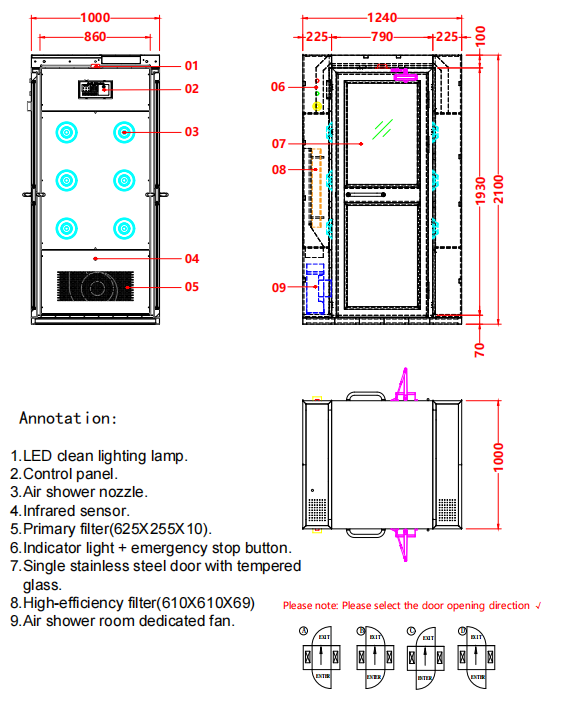 1000
1240
860
225
790
225
100
01
02
03
04
05
06
07
08
09
1930
2100
70
1000
Annotation:
1.LED clean lighting lamp.
2.Control panel.
3.Air shower nozzle.
4.Infrared sensor.
5.Primary filter(625X255X10).
6.Indicator light + emergency stop button.
7.Single stainless steel door with tempered
glass.
8.High-efficiency filter(610X610X69)
9.Air shower room dedicated fan.
Please note: Please select the door opening direction √
A B C D
EXIT EXIT EXIT EXIT
ENTER ENTER ENTER ENTER